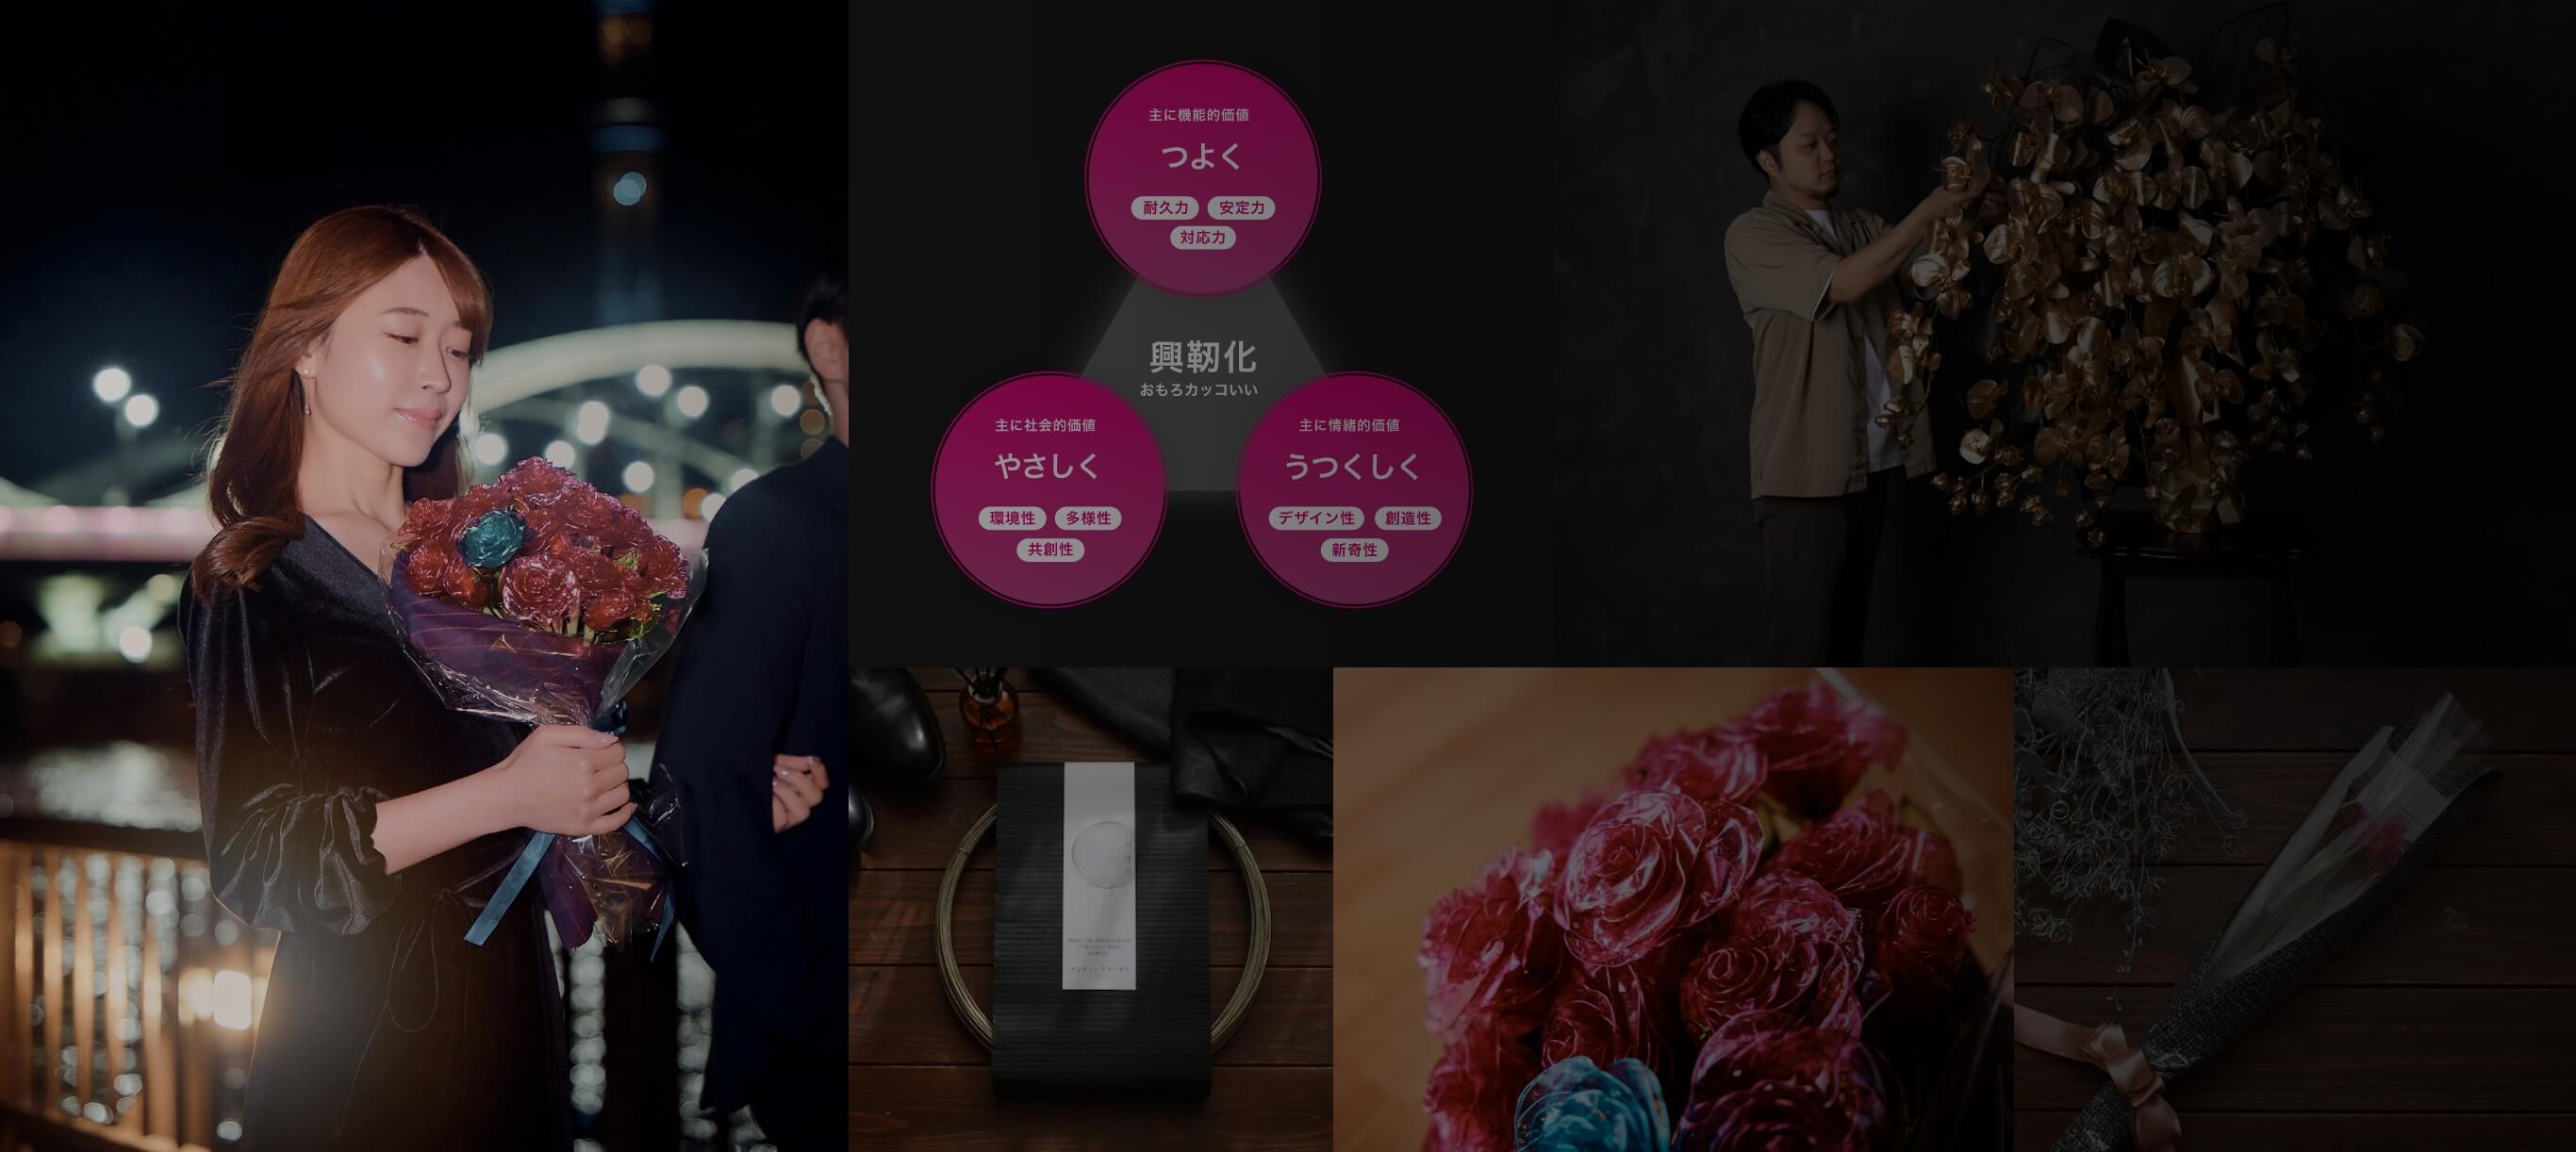 主に機能的価値
つよく
耐久力 安定力
対応力
興靭化
おもろカッコいい
主に社会的価値
やさしく
環境性 多様性
共創性
主に情緒的価値
うつくしく
デザイン性 創造性
新奇性